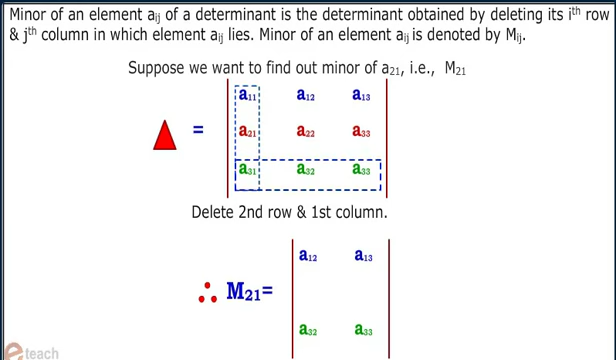 Minor of an element aij of a determinant is the determinant obtained by deleting its ith row
& jth column in which element aij lies. Minor of an element aij is denoted by Mij.
Suppose we want to find out minor of a21, i.e., M21
a11 a12 a13
Δ = a21 a22 a33
a31 a32 a33
Delete 2nd row & 1st column.
a12 a13
∴ M21=
a32 a33
e teach